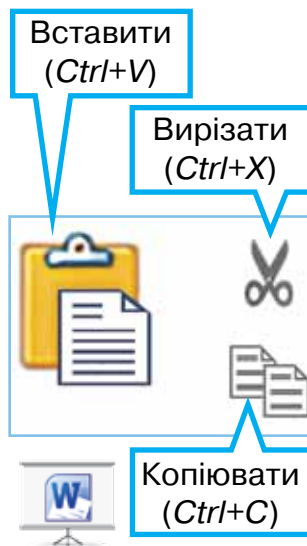 Вставити
(Ctrl+V)
Вирізати
(Ctrl+X)
Копіювати
(Ctrl+C)
W